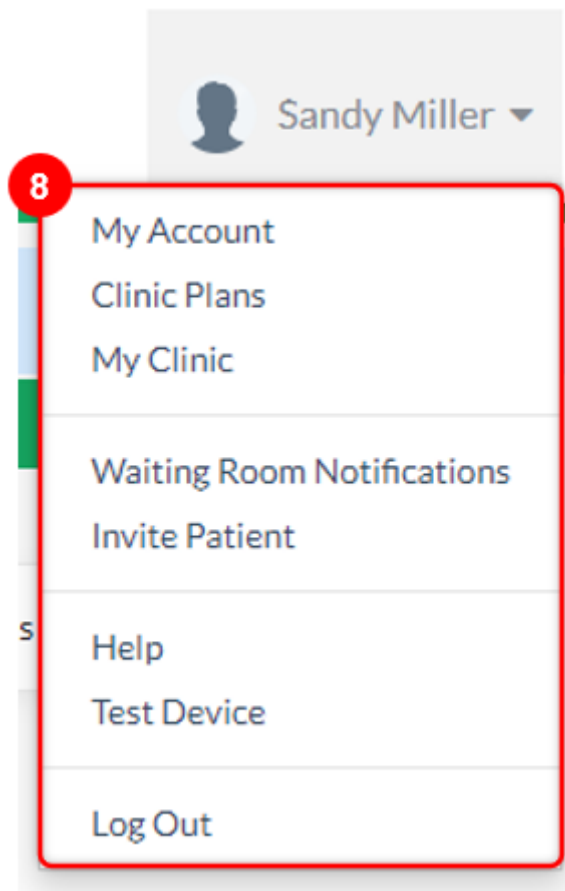 Sandy Miller
8
My Account
Clinic Plans
My Clinic
Waiting Room Notifications
Invite Patient
s
Help
Test Device
Log Out